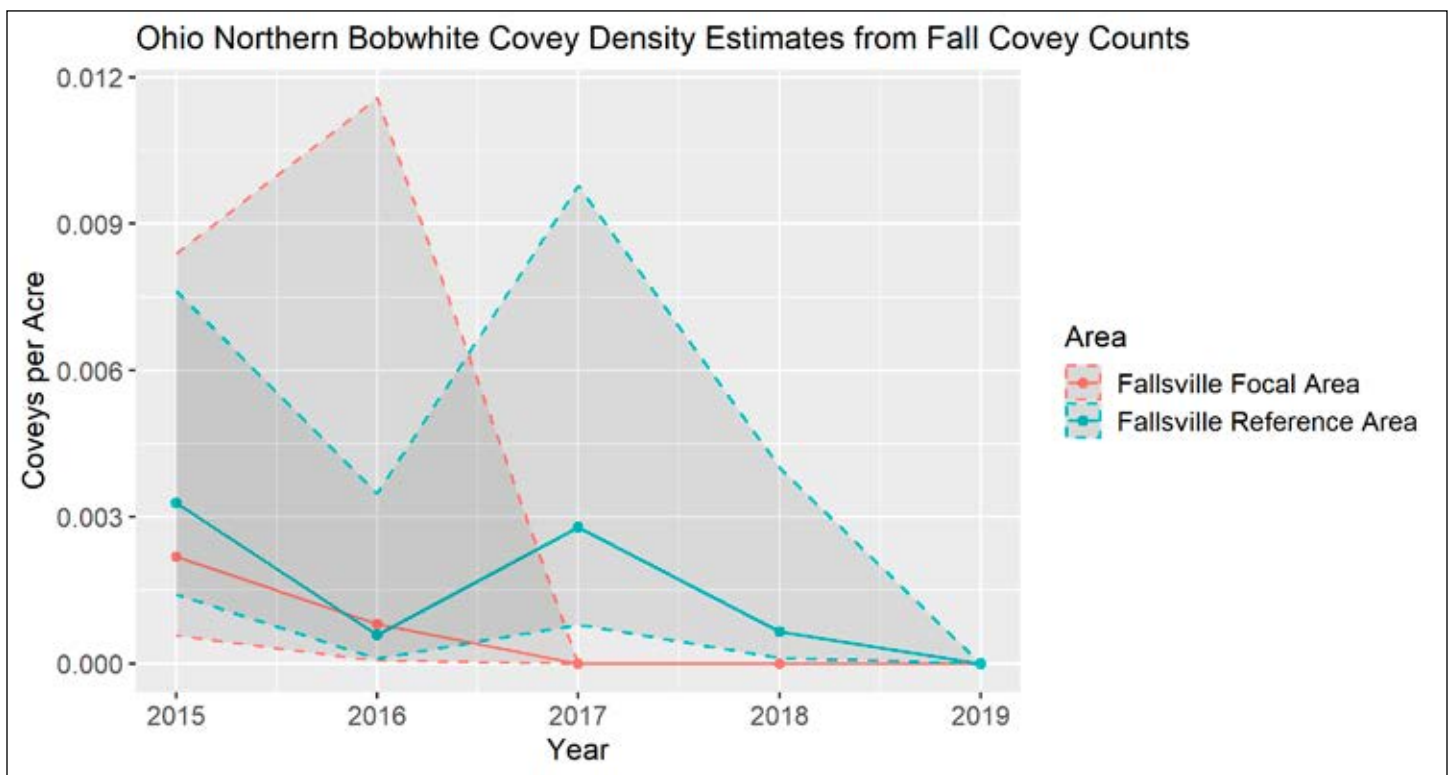 Ohio Northern Bobwhite Covey Density Estimates from Fall Covey Counts
0.012
0.009
0.006
0.003
0.000
Coveys per Acre
2015 2016 2017 2018 2019
Year
Area
Fallsville Focal Area
Fallsville Reference Area